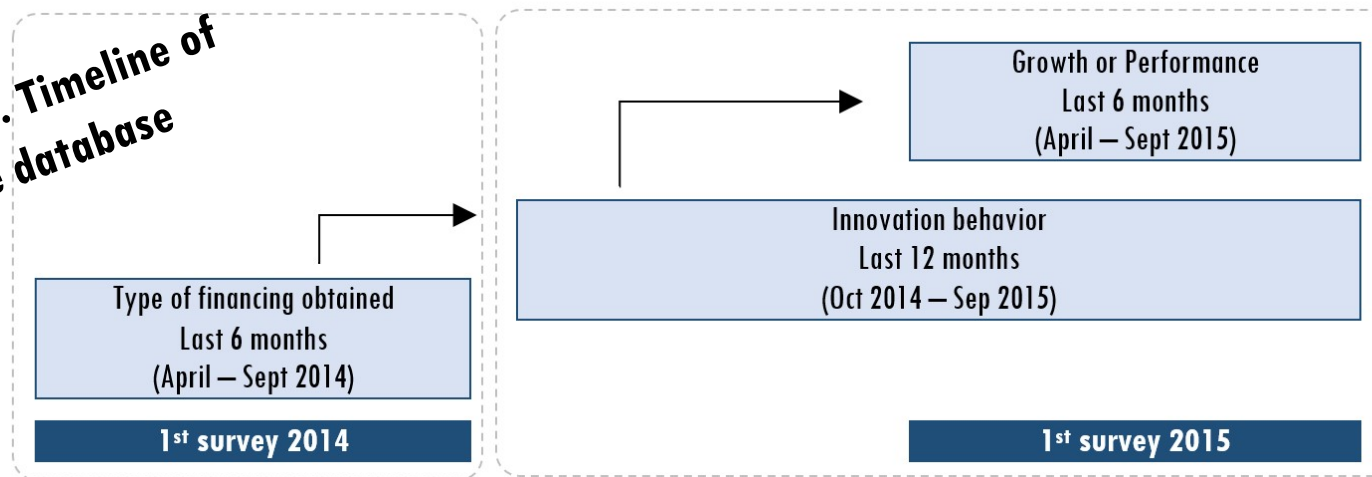 . Timeline of
database
Growth or Performance
Last 6 months
(April – Sept 2015)
Innovation behavior
Last 12 months
(Oct 2014 – Sep 2015)
Type of financing obtained
Last 6 months
(April – Sept 2014)
1st survey 2014
1st survey 2015